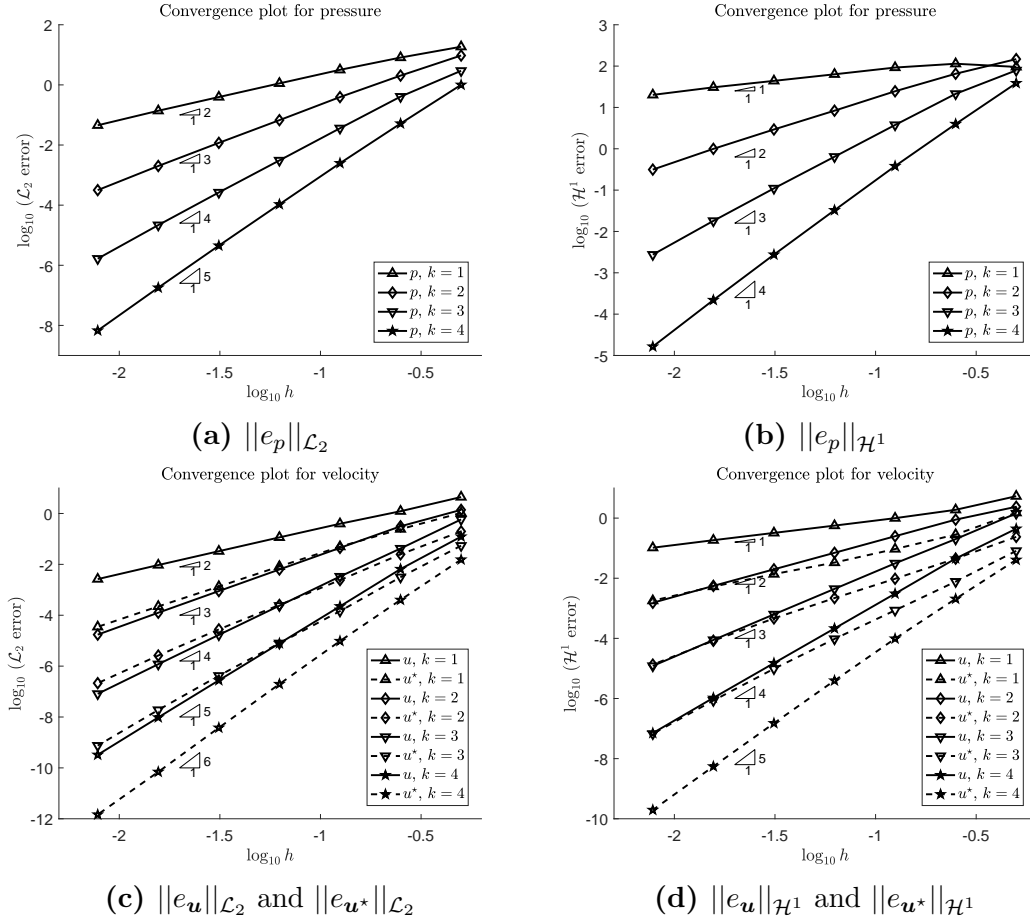 Convergence plot for pressure
2
0
-2
-4
-6
-8
log₁₀ (𝓛₂ error)
2
1
3
1
4
1
5
1
p, k = 1
p, k = 2
p, k = 3
p, k = 4
-2
-1.5
-1
-0.5
log₁₀ h
(a) ||eₚ||𝓛₂
Convergence plot for pressure
3
2
1
0
-1
-2
-3
-4
-5
log₁₀ (𝓗¹ error)
1
1
2
1
3
1
4
1
p, k = 1
p, k = 2
p, k = 3
p, k = 4
-2
-1.5
-1
-0.5
log₁₀ h
(b) ||eₚ||𝓗¹
Convergence plot for velocity
0
-2
-4
-6
-8
-10
-12
log₁₀ (𝓛₂ error)
2
1
3
1
4
1
5
1
6
1
u, k = 1
u⋆, k = 1
u, k = 2
u⋆, k = 2
u, k = 3
u⋆, k = 3
u, k = 4
u⋆, k = 4
-2
-1.5
-1
-0.5
log₁₀ h
(c) ||e𝒖||𝓛₂ and ||e𝒖⋆||𝓛₂
Convergence plot for velocity
0
-2
-4
-6
-8
-10
log₁₀ (𝓗¹ error)
1
1
2
1
3
1
4
1
5
1
u, k = 1
u⋆, k = 1
u, k = 2
u⋆, k = 2
u, k = 3
u⋆, k = 3
u, k = 4
u⋆, k = 4
-2
-1.5
-1
-0.5
log₁₀ h
(d) ||e𝒖||𝓗¹ and ||e𝒖⋆||𝓗¹